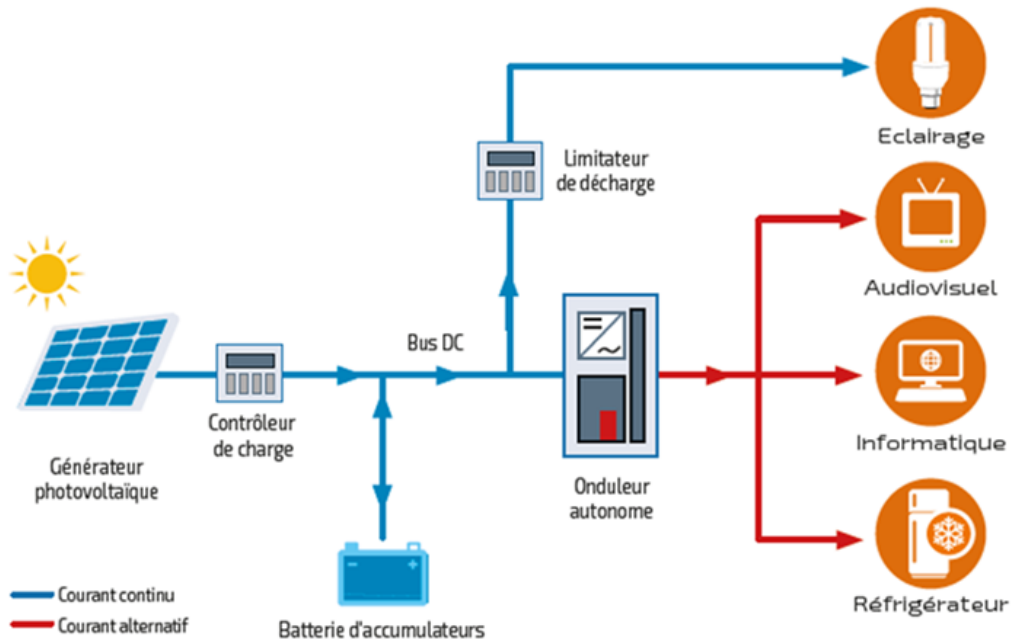 Eclairage
Limitateur
de décharge
Audiovisuel
Bus DC
Contrôleur
de charge
Informatique
Générateur
photovoltaïque
Onduleur
autonome
Courant continu
Courant alternatif
Batterie d'accumulateurs
Réfrigérateur